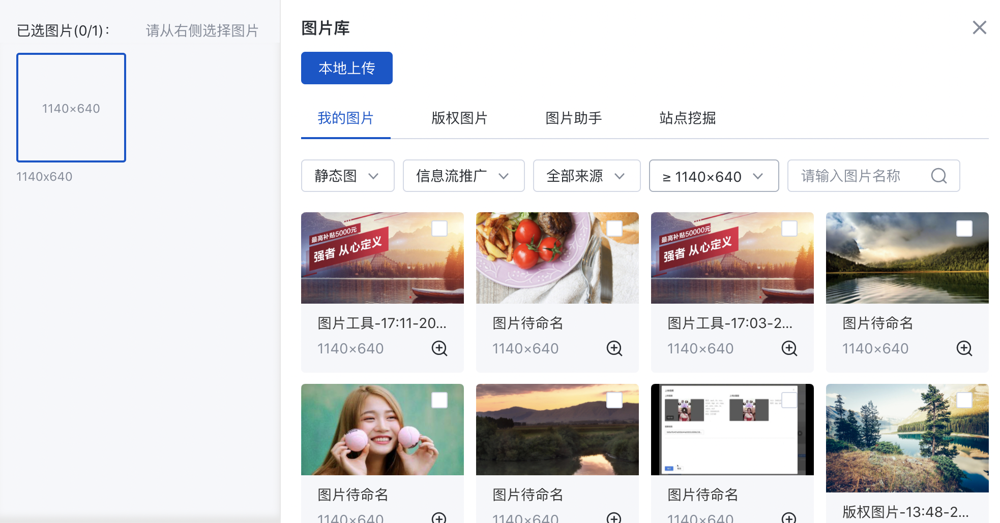 已选图片(0/1)：
请从右侧选择图片
1140×640
1140x640
图片库
本地上传
我的图片
版权图片
图片助手
站点挖掘
静态图
信息流推广
全部来源
≥ 1140×640
请输入图片名称
最高补贴5000元
强者 从心定义
最高补贴50000元
强者 从心定义
图片工具-17:11-20...
图片待命名
图片工具-17:03-2...
图片待命名
1140×640
1140×640
1140×640
1140×640
图片待命名
图片待命名
图片待命名
版权图片-13:48-2...
1140×640
1140×640
1140×640